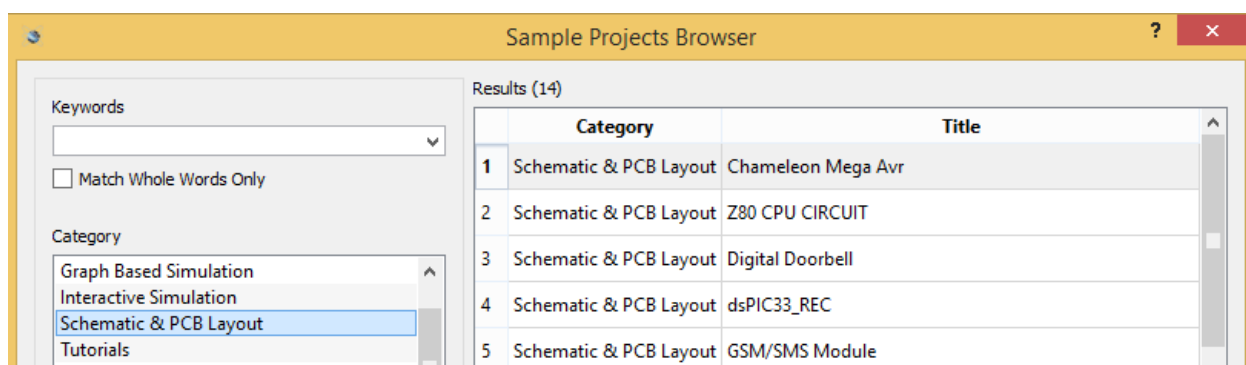 Sample Projects Browser
?
Keywords
Match Whole Words Only
Category
Graph Based Simulation
Interactive Simulation
Schematic & PCB Layout
Tutorials
Results (14)
Category Title
1 Schematic & PCB Layout Chameleon Mega Avr
2 Schematic & PCB Layout Z80 CPU CIRCUIT
3 Schematic & PCB Layout Digital Doorbell
4 Schematic & PCB Layout dsPIC33_REC
5 Schematic & PCB Layout GSM/SMS Module